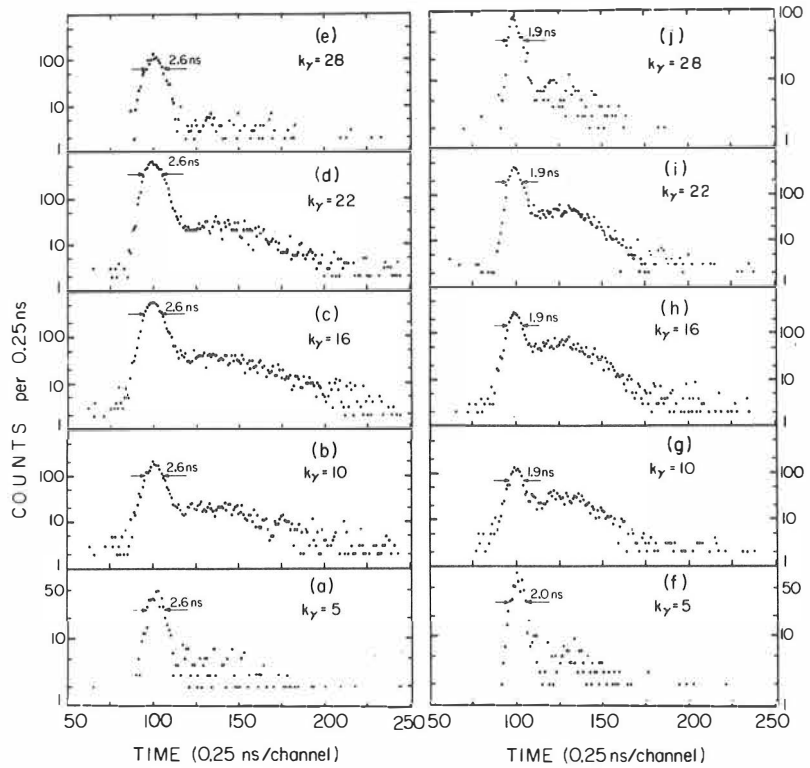 COUNTS per 0.25ns
(e)
kγ = 28
2.6 ns
100
10
1
(d)
kγ = 22
2.6 ns
100
10
1
(c)
kγ = 16
2.6 ns
100
10
1
(b)
kγ = 10
2.6 ns
100
10
1
(a)
kγ = 5
2.6 ns
50
10
1
50 100 150 200 250
TIME (0.25 ns/channel)
(j)
kγ = 28
1.9 ns
100
10
1
(i)
kγ = 22
1.9 ns
100
10
1
(h)
kγ = 16
1.9 ns
100
10
1
(g)
kγ = 10
1.9 ns
100
10
1
(f)
kγ = 5
2.0 ns
50
10
1
50 100 150 200 250
TIME (0.25 ns/channel)